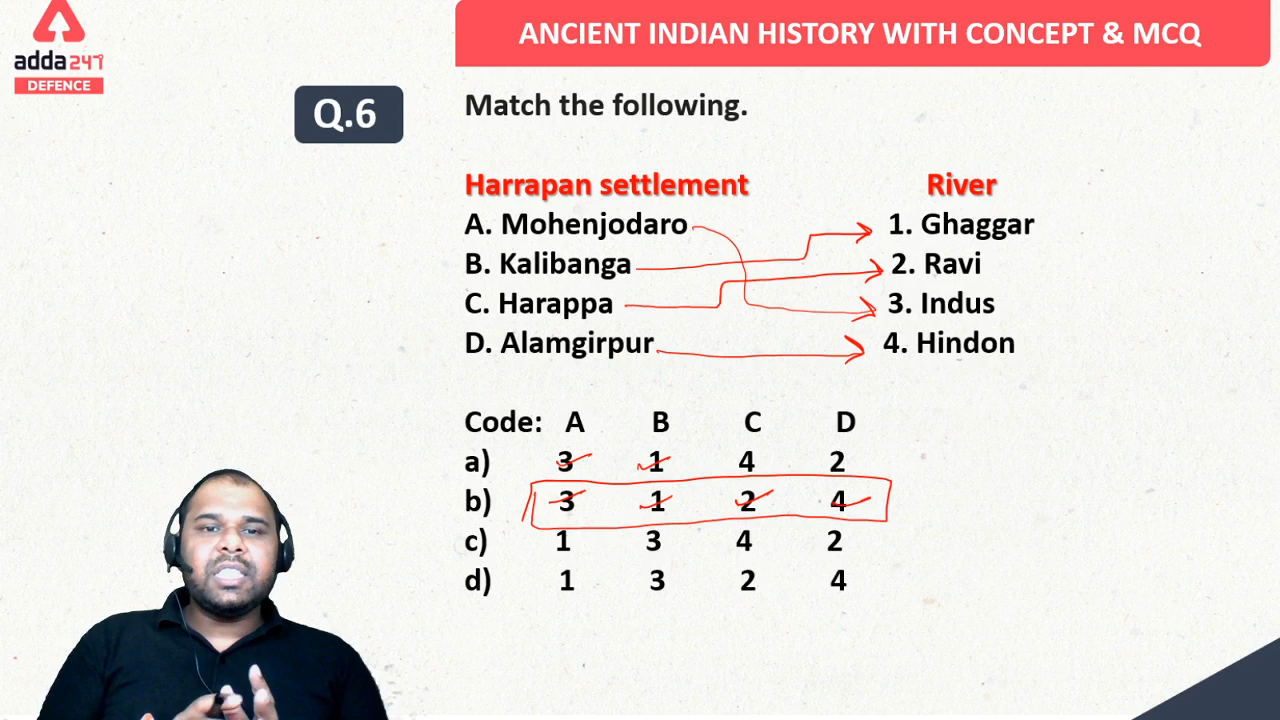 adda247
DEFENCE
ANCIENT INDIAN HISTORY WITH CONCEPT & MCQ
Q.6
Match the following.
Harrapan settlement River
A. Mohenjodaro 1. Ghaggar
B. Kalibanga 2. Ravi
C. Harappa 3. Indus
D. Alamgirpur 4. Hindon
Code: A B C D
a) 3 1 4 2
b) 3 1 2 4
c) 1 3 4 2
d) 1 3 2 4